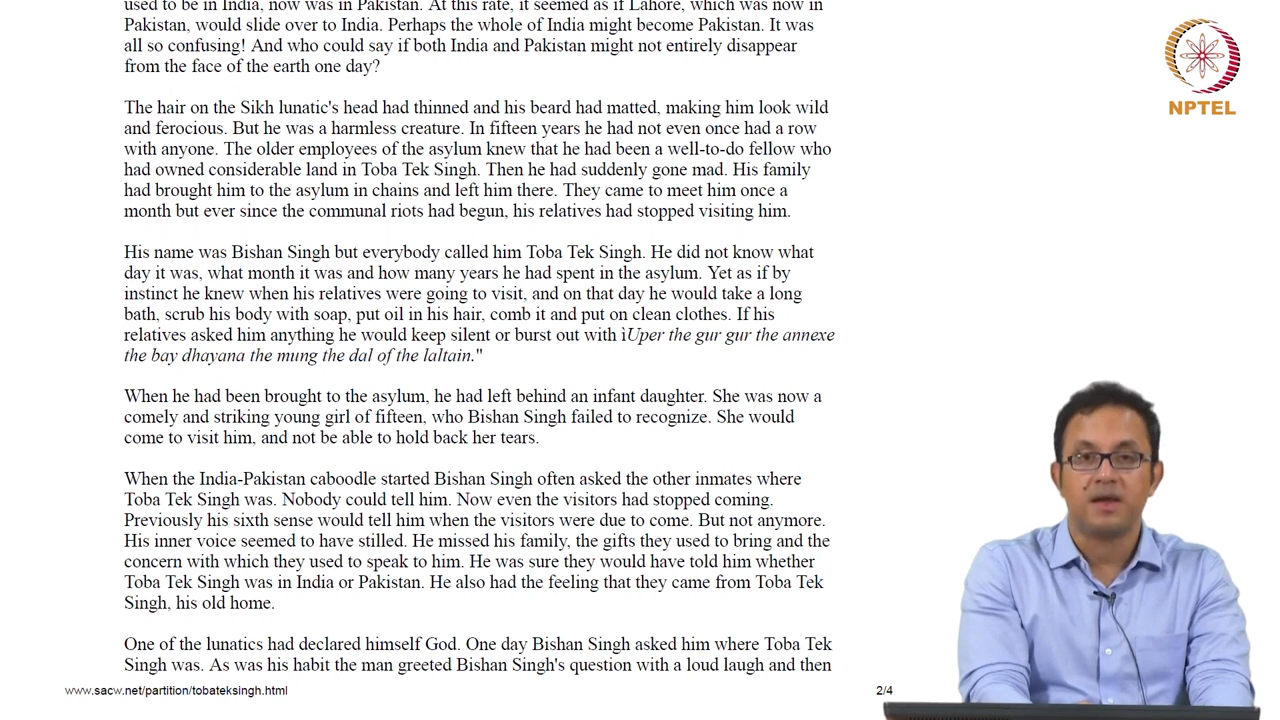 used to be in India, now was in Pakistan. At this rate, it seemed as if Lahore, which was now in
Pakistan, would slide over to India. Perhaps the whole of India might become Pakistan. It was
all so confusing! And who could say if both India and Pakistan might not entirely disappear
from the face of the earth one day?
The hair on the Sikh lunatic's head had thinned and his beard had matted, making him look wild
and ferocious. But he was a harmless creature. In fifteen years he had not even once had a row
with anyone. The older employees of the asylum knew that he had been a well-to-do fellow who
had owned considerable land in Toba Tek Singh. Then he had suddenly gone mad. His family
had brought him to the asylum in chains and left him there. They came to meet him once a
month but ever since the communal riots had begun, his relatives had stopped visiting him.
His name was Bishan Singh but everybody called him Toba Tek Singh. He did not know what
day it was, what month it was and how many years he had spent in the asylum. Yet as if by
instinct he knew when his relatives were going to visit, and on that day he would take a long
bath, scrub his body with soap, put oil in his hair, comb it and put on clean clothes. If his
relatives asked him anything he would keep silent or burst out with ìUper the gur gur the annexe
the bay dhayana the mung the dal of the laltain."
When he had been brought to the asylum, he had left behind an infant daughter. She was now a
comely and striking young girl of fifteen, who Bishan Singh failed to recognize. She would
come to visit him, and not be able to hold back her tears.
When the India-Pakistan caboodle started Bishan Singh often asked the other inmates where
Toba Tek Singh was. Nobody could tell him. Now even the visitors had stopped coming.
Previously his sixth sense would tell him when the visitors were due to come. But not anymore.
His inner voice seemed to have stilled. He missed his family, the gifts they used to bring and the
concern with which they used to speak to him. He was sure they would have told him whether
Toba Tek Singh was in India or Pakistan. He also had the feeling that they came from Toba Tek
Singh, his old home.
One of the lunatics had declared himself God. One day Bishan Singh asked him where Toba Tek
Singh was. As was his habit the man greeted Bishan Singh's question with a loud laugh and then
www.sacw.net/partition/tobateksingh.html
2/4
NPTEL